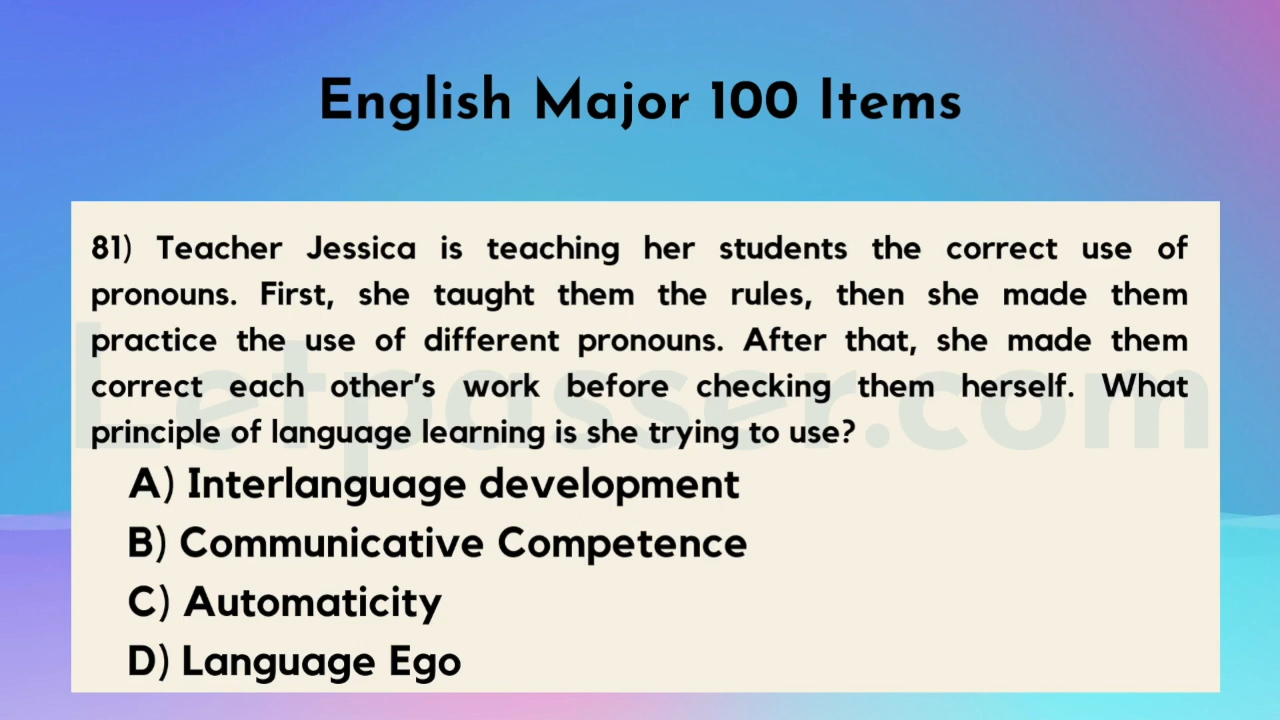 English Major 100 Items
81) Teacher Jessica is teaching her students the correct use of
pronouns. First, she taught them the rules, then she made them
practice the use of different pronouns. After that, she made them
correct each other's work before checking them herself. What
principle of language learning is she trying to use?
Letpasser.com
A) Interlanguage development
B) Communicative Competence
C) Automaticity
D) Language Ego